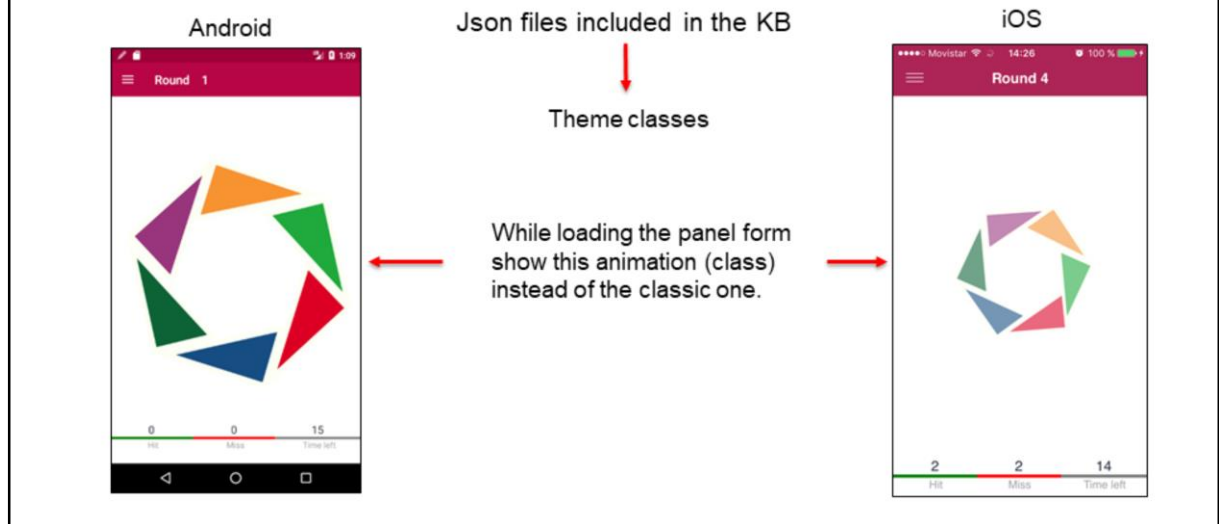 Android
Json files included in the KB
iOS
1:09
Round 1
Movistar 14:26 100 %
Round 4
Theme classes
While loading the panel form
show this animation (class)
instead of the classic one.
0 0 15
Hit Miss Time left
2 2 14
Hit Miss Time left